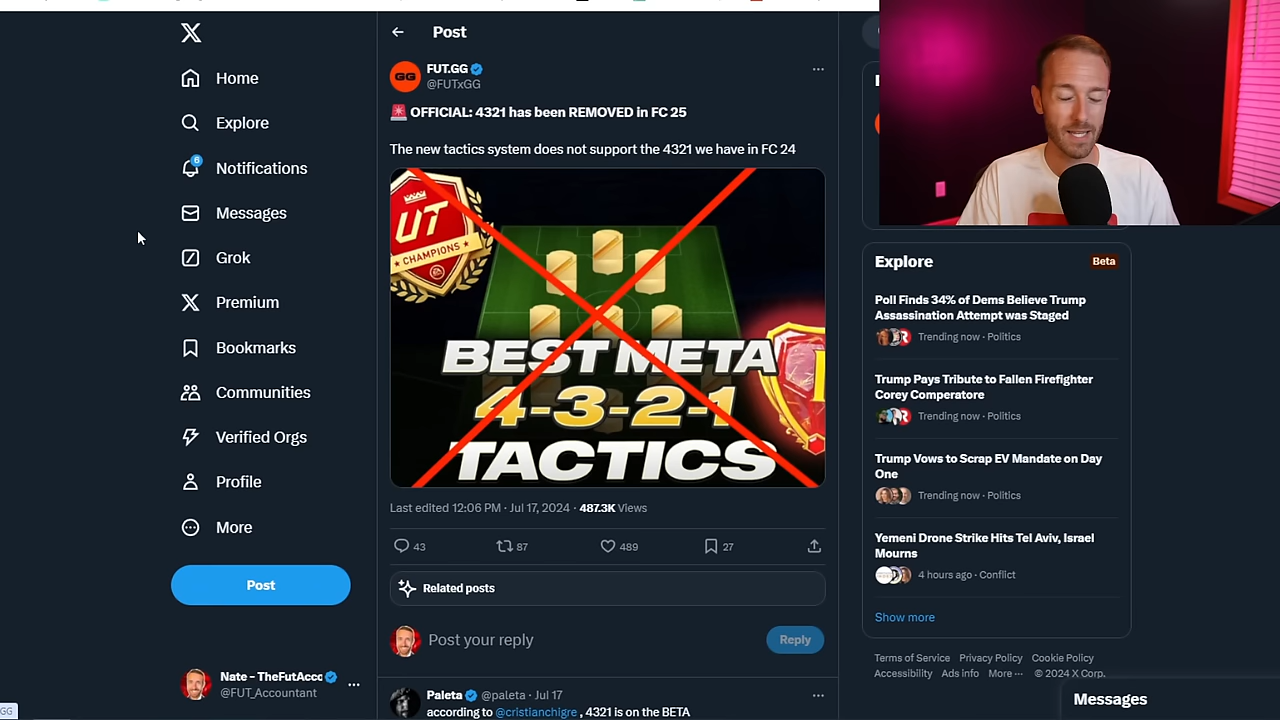 Home
Explore
6
Notifications
Messages
Grok
Premium
Bookmarks
Communities
Verified Orgs
Profile
More
Post
Nate - TheFutAccc
@FUT_Accountant
GG
Post
GG
FUT.GG
@FUTxGG
🚨 OFFICIAL: 4321 has been REMOVED in FC 25
The new tactics system does not support the 4321 we have in FC 24
UT
CHAMPIONS
BEST META
4-3-2-1
TACTICS
Last edited 12:06 PM · Jul 17, 2024 · 487.3K Views
43
87
489
27
Related posts
Post your reply
Reply
Paleta @paleta · Jul 17
according to @cristianchigre , 4321 is on the BETA
Explore
Beta
Poll Finds 34% of Dems Believe Trump
Assassination Attempt was Staged
Trending now · Politics
Trump Pays Tribute to Fallen Firefighter
Corey Comperatore
Trending now · Politics
Trump Vows to Scrap EV Mandate on Day
One
Trending now · Politics
Yemeni Drone Strike Hits Tel Aviv, Israel
Mourns
4 hours ago · Conflict
Show more
Terms of Service Privacy Policy Cookie Policy
Accessibility Ads info More ··· © 2024 X Corp.
Messages